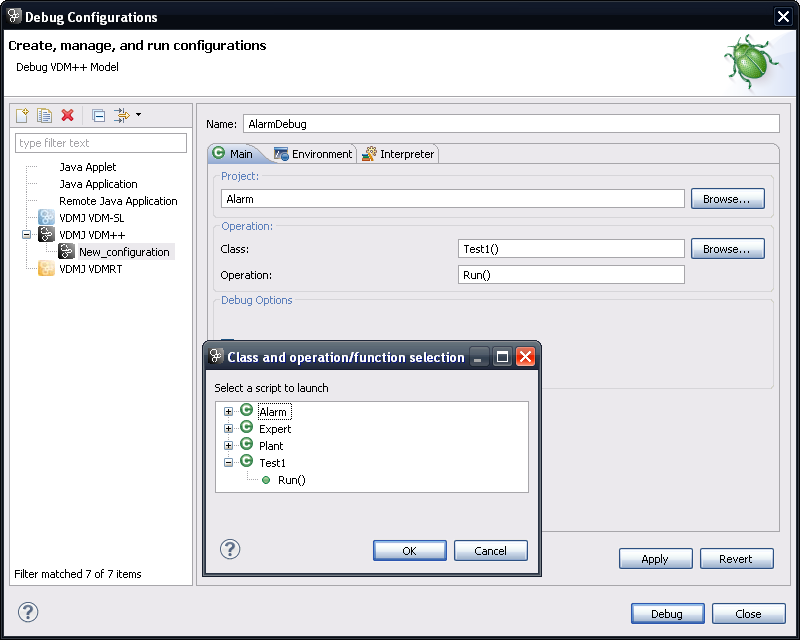 Debug Configurations
Create, manage, and run configurations
Debug VDM++ Model
type filter text
Java Applet
Java Application
Remote Java Application
VDMJ VDM-SL
VDMJ VDM++
New_configuration
VDMJ VDMRT
Filter matched 7 of 7 items
Name: AlarmDebug
Main Environment Interpreter
Project:
Alarm Browse...
Operation:
Class: Test1() Browse...
Operation: Run()
Debug Options
Class and operation/function selection
Select a script to launch
Alarm
Expert
Plant
Test1
Run()
OK Cancel
Apply Revert
Debug Close